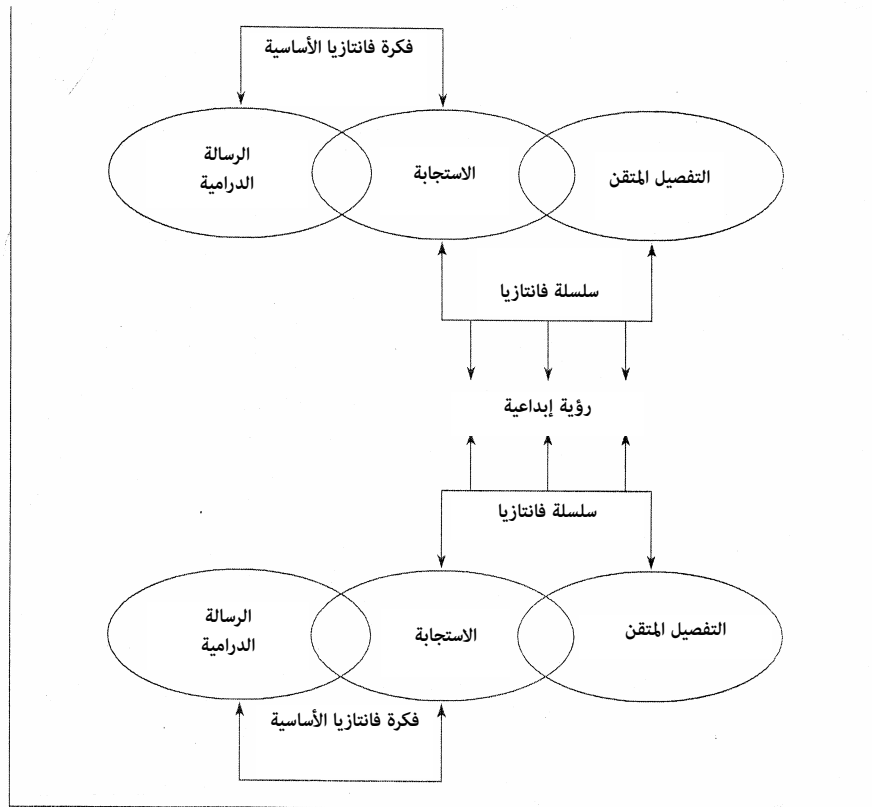 فكرة فانتازيا الأساسية
الرسالة
الدرامية
الاستجابة
التفصيل المتقن
سلسلة فانتازيا
رؤية إبداعية
سلسلة فانتازيا
الرسالة
الدرامية
الاستجابة
التفصيل المتقن
فكرة فانتازيا الأساسية